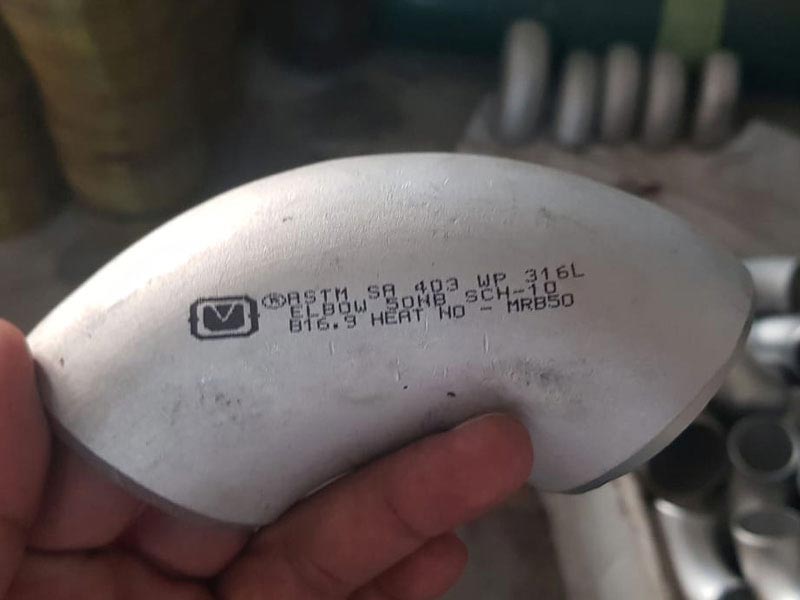 ® ASTM SA 403 WP 316L
ELBOW 50NB SCH-10
B16.9 HEAT NO - MRB50